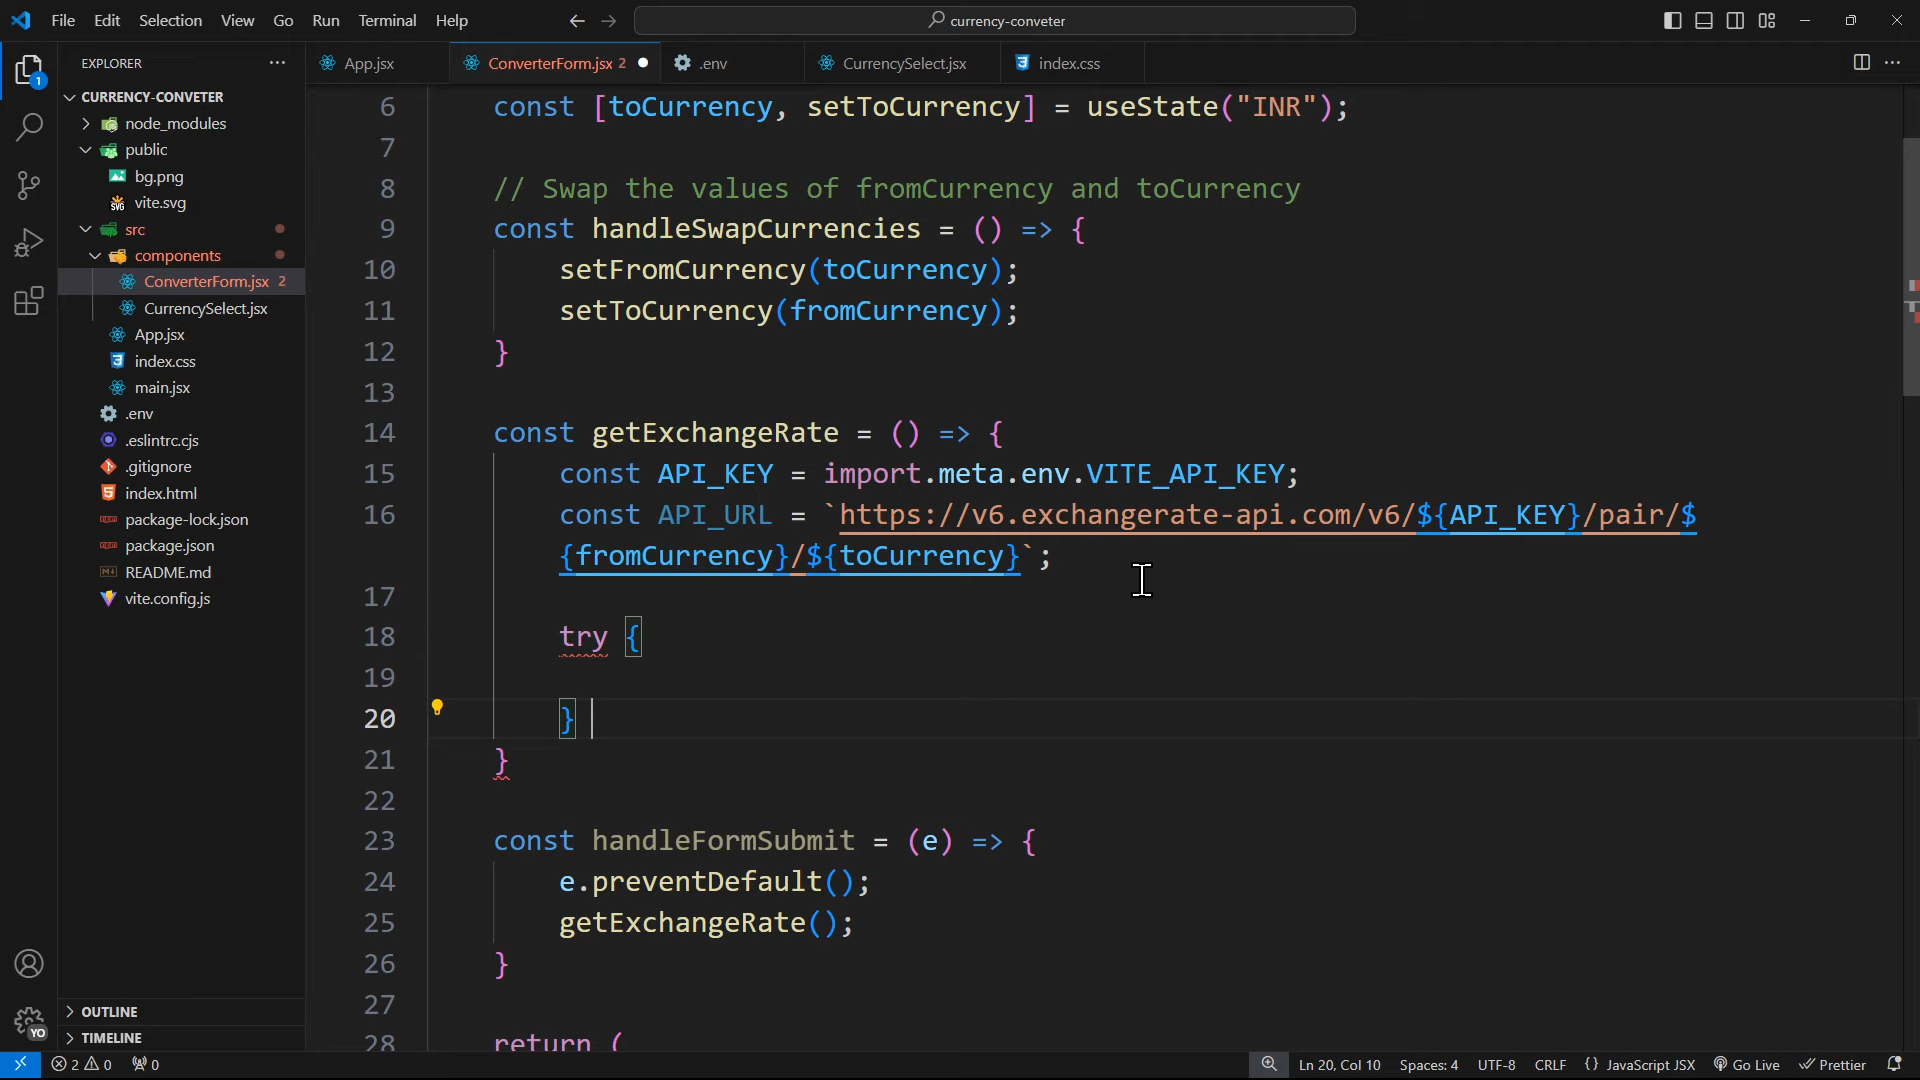 File Edit Selection View Go Run Terminal Help
currency-conveter
EXPLORER
App.jsx
ConverterForm.jsx 2
.env
CurrencySelect.jsx
index.css
CURRENCY-CONVETER
node_modules
public
bg.png
vite.svg
src
components
ConverterForm.jsx 2
CurrencySelect.jsx
App.jsx
index.css
main.jsx
.env
.eslintrc.cjs
.gitignore
index.html
package-lock.json
package.json
README.md
vite.config.js
OUTLINE
TIMELINE
1
YO
6 const [toCurrency, setToCurrency] = useState("INR");
7
8 // Swap the values of fromCurrency and toCurrency
9 const handleSwapCurrencies = () => {
10 setFromCurrency(toCurrency);
11 setToCurrency(fromCurrency);
12 }
13
14 const getExchangeRate = () => {
15 const API_KEY = import.meta.env.VITE_API_KEY;
16 const API_URL = `https://v6.exchangerate-api.com/v6/${API_KEY}/pair/$
{fromCurrency}/${toCurrency}`;
17
18 try {
19
20 }
21 }
22
23 const handleFormSubmit = (e) => {
24 e.preventDefault();
25 getExchangeRate();
26 }
27
28 return (
2 0 0
Ln 20, Col 10 Spaces: 4 UTF-8 CRLF {} JavaScript JSX Go Live Prettier